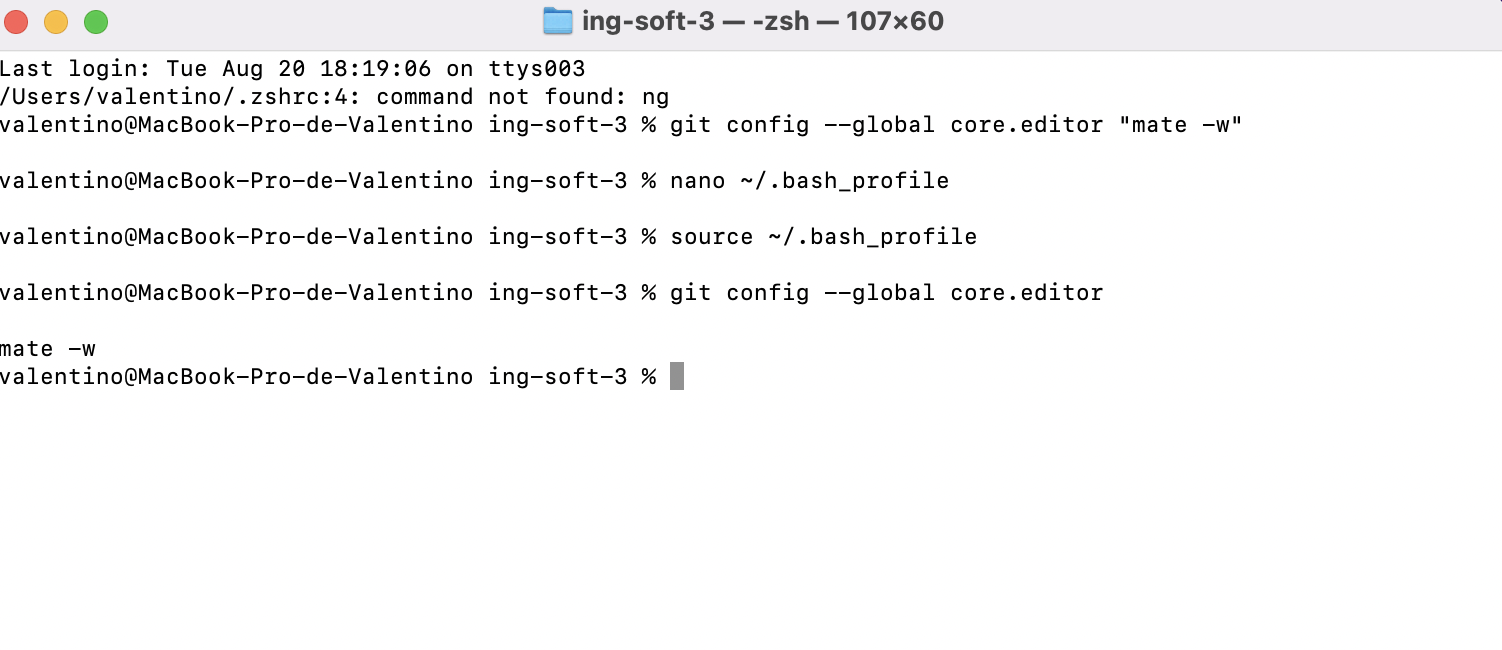 ing-soft-3 — -zsh — 107×60
Last login: Tue Aug 20 18:19:06 on ttys003
/Users/valentino/.zshrc:4: command not found: ng
valentino@MacBook-Pro-de-Valentino ing-soft-3 % git config --global core.editor "mate -w"
valentino@MacBook-Pro-de-Valentino ing-soft-3 % nano ~/.bash_profile
valentino@MacBook-Pro-de-Valentino ing-soft-3 % source ~/.bash_profile
valentino@MacBook-Pro-de-Valentino ing-soft-3 % git config --global core.editor
mate -w
valentino@MacBook-Pro-de-Valentino ing-soft-3 %